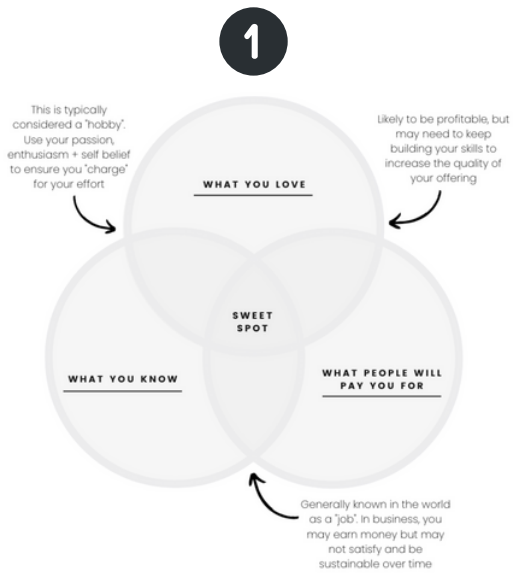 1
This is typically
considered a "hobby".
Use your passion,
enthusiasm + self belief
to ensure you "charge"
for your effort
Likely to be profitable, but
may need to keep
building your skills to
increase the quality of
your offering
WHAT YOU LOVE
SWEET
SPOT
WHAT YOU KNOW
WHAT PEOPLE WILL
PAY YOU FOR
Generally known in the world
as a "job". In business, you
may earn money but may
not satisfy and be
sustainable over time